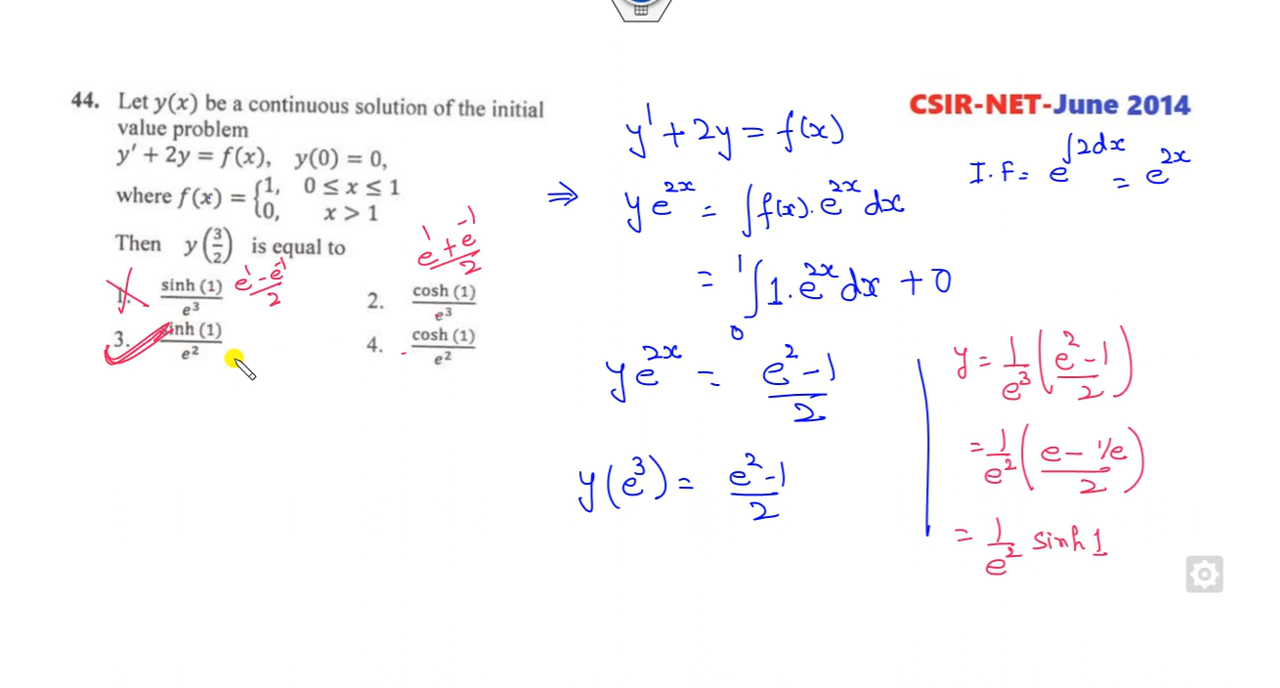 44. Let y(x) be a continuous solution of the initial
value problem
y' + 2y = f(x), y(0) = 0,
where f(x) = {1, 0 ≤ x ≤ 1
0, x > 1
Then y(3/2) is equal to
1. sinh (1)/e³
e¹-e⁻¹/2
2. cosh (1)/e³
e¹+e⁻¹/2
3. sinh (1)/e²
4. cosh (1)/e²
CSIR-NET-June 2014
y' + 2y = f(x)
I.F = e^∫2dx = e^2x
⇒ ye^2x = ∫f(x).e^2x dx
= ₀¹∫1.e^2x dx + 0
ye^2x = e²-1/2
y(e³) = e²-1/2
y = 1/e³ (e²-1/2)
= 1/e² (e - 1/e/2)
= 1/e² sinh 1